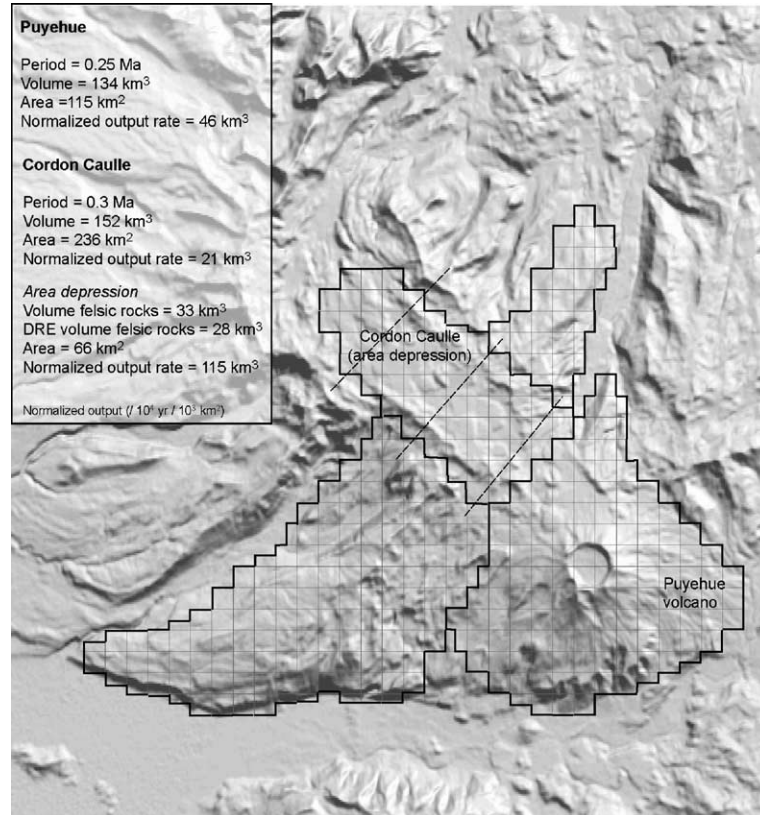 Puyehue
Period = 0.25 Ma
Volume = 134 km³
Area =115 km²
Normalized output rate = 46 km³
Cordon Caulle
Period = 0.3 Ma
Volume = 152 km³
Area = 236 km²
Normalized output rate = 21 km³
Area depression
Volume felsic rocks = 33 km³
DRE volume felsic rocks = 28 km³
Area = 66 km²
Normalized output rate = 115 km³
Normalized output (/ 10⁴ yr / 10³ km²)
Cordon Caulle
(area depression)
Puyehue
volcano